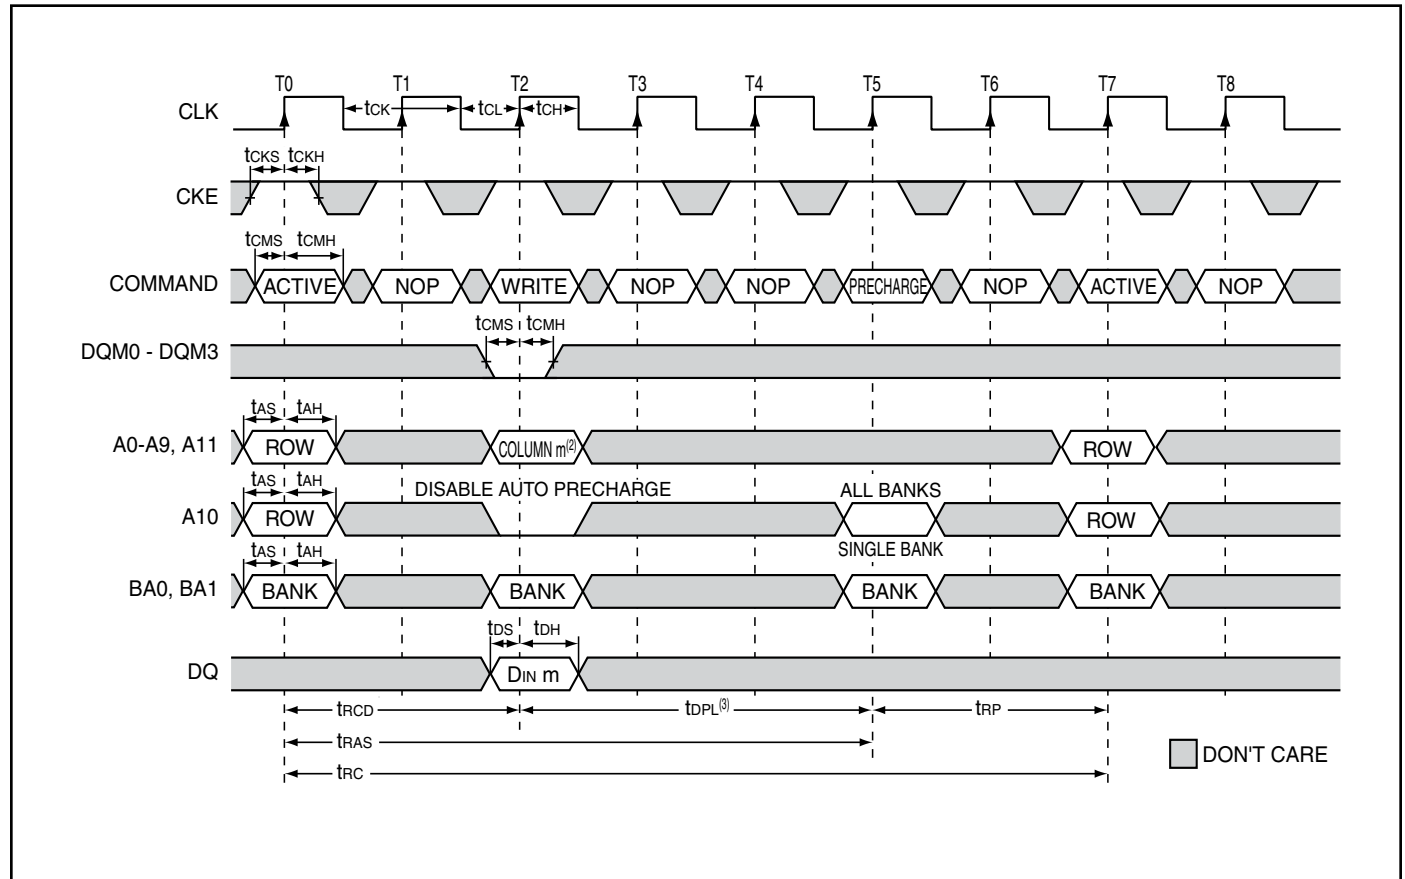 T0 T1 T2 T3 T4 T5 T6 T7 T8
CLK tCK tCL tCH
tCKS tCKH
CKE
tCMS tCMH
COMMAND ACTIVE NOP WRITE NOP NOP PRECHARGE NOP ACTIVE NOP
tCMS tCMH
DQM0 - DQM3
tAS tAH
A0-A9, A11 ROW COLUMN m(2) ROW
tAS tAH DISABLE AUTO PRECHARGE ALL BANKS
A10 ROW ROW
tAS tAH SINGLE BANK
BA0, BA1 BANK BANK BANK BANK
tDS tDH
DQ DIN m
tRCD tDPL(3) tRP
tRAS
tRC
DON'T CARE